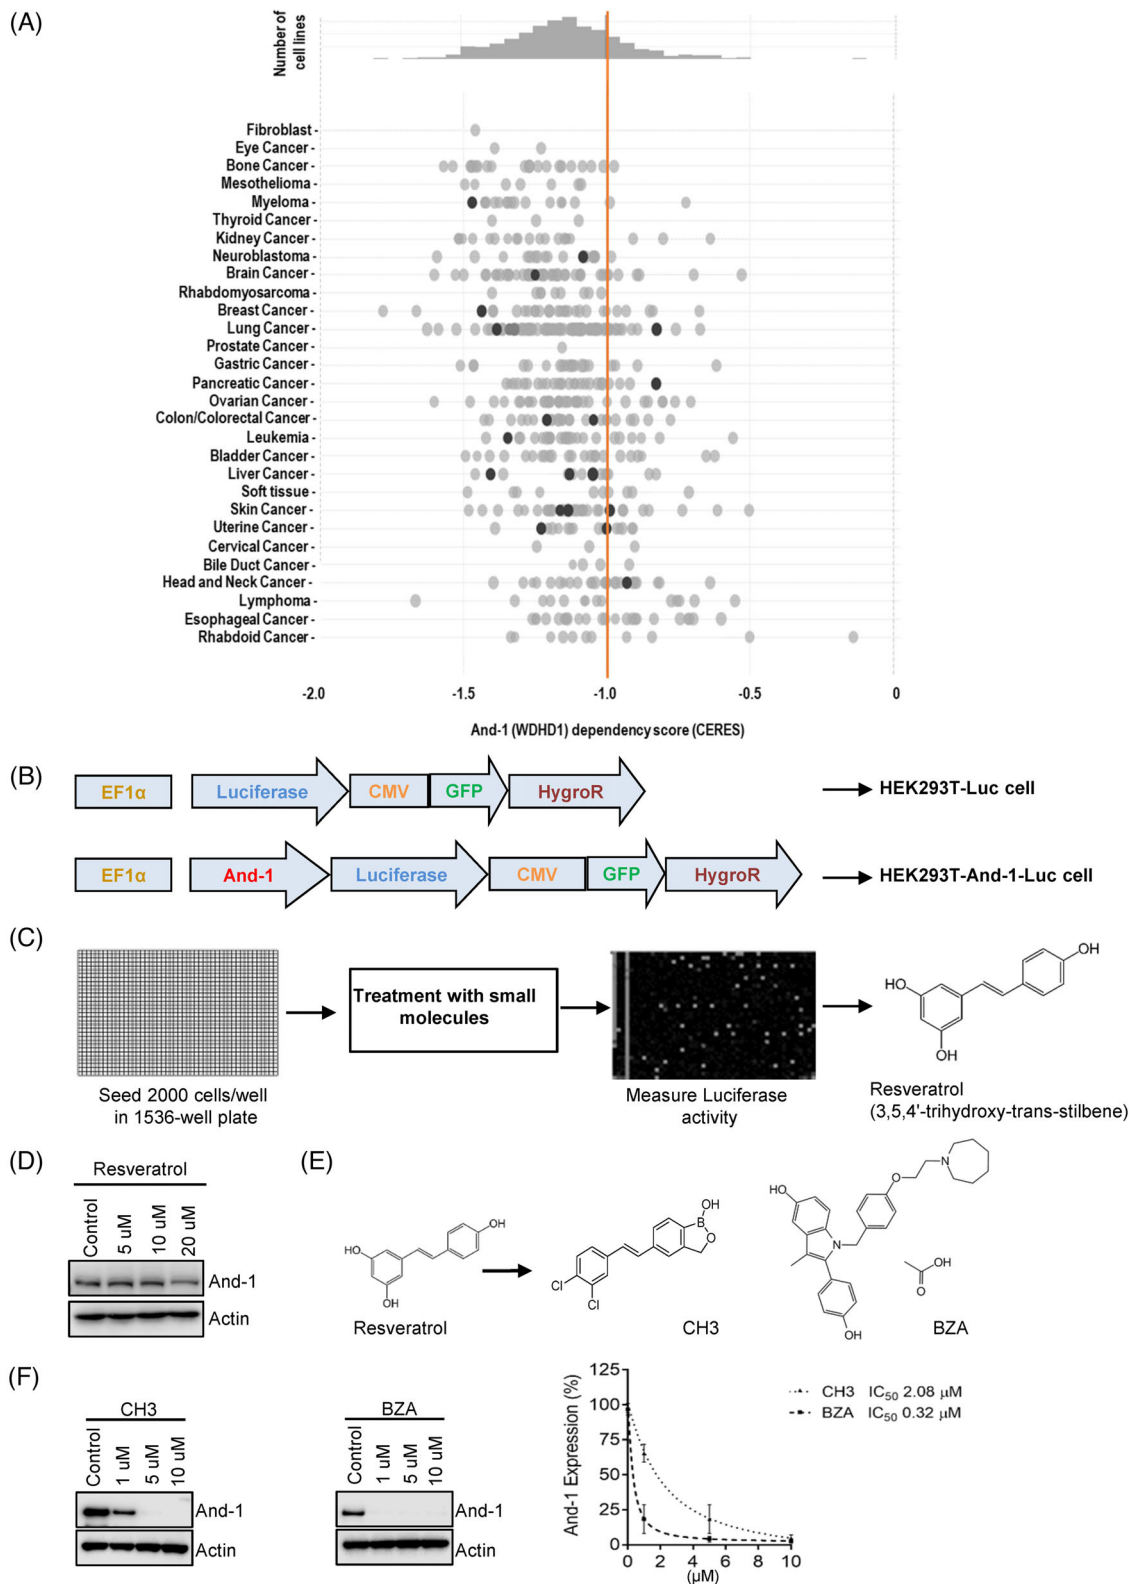 (A)
Number of
cell lines
Fibroblast
Eye Cancer
Bone Cancer
Mesothelioma
Myeloma
Thyroid Cancer
Kidney Cancer
Neuroblastoma
Brain Cancer
Rhabdomyosarcoma
Breast Cancer
Lung Cancer
Prostate Cancer
Gastric Cancer
Pancreatic Cancer
Ovarian Cancer
Colon/Colorectal Cancer
Leukemia
Bladder Cancer
Liver Cancer
Soft tissue
Skin Cancer
Uterine Cancer
Cervical Cancer
Bile Duct Cancer
Head and Neck Cancer
Lymphoma
Esophageal Cancer
Rhabdoid Cancer
-2.0 -1.5 -1.0 -0.5 0
And-1 (WDHD1) dependency score (CERES)
(B)
EF1α Luciferase CMV GFP HygroR HEK293T-Luc cell
EF1α And-1 Luciferase CMV GFP HygroR HEK293T-And-1-Luc cell
(C)
Treatment with small
molecules
Seed 2000 cells/well
in 1536-well plate
Measure Luciferase
activity
HO OH OH
Resveratrol
(3,5,4'-trihydroxy-trans-stilbene)
(D)
Resveratrol
Control 5 uM 10 uM 20 uM
And-1
Actin
(E)
HO OH OH
Resveratrol
OH B O Cl Cl
CH3
HO N O N OH OH O
BZA
(F)
CH3
Control 1 uM 5 uM 10 uM
And-1
Actin
BZA
Control 1 uM 5 uM 10 uM
And-1
Actin
And-1 Expression (%)
125
100
75
50
25
0
0 2 4 6 8 10
(μM)
CH3 IC50 2.08 μM
BZA IC50 0.32 μM